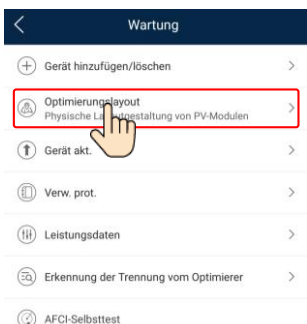 Wartung
Gerät hinzufügen/löschen
Optimierungslayout
Physische gestaltung von PV-Modulen
Gerät akt.
Verw. prot.
Leistungsdaten
Erkennung der Trennung vom Optimierer
AFCI-Selbsttest